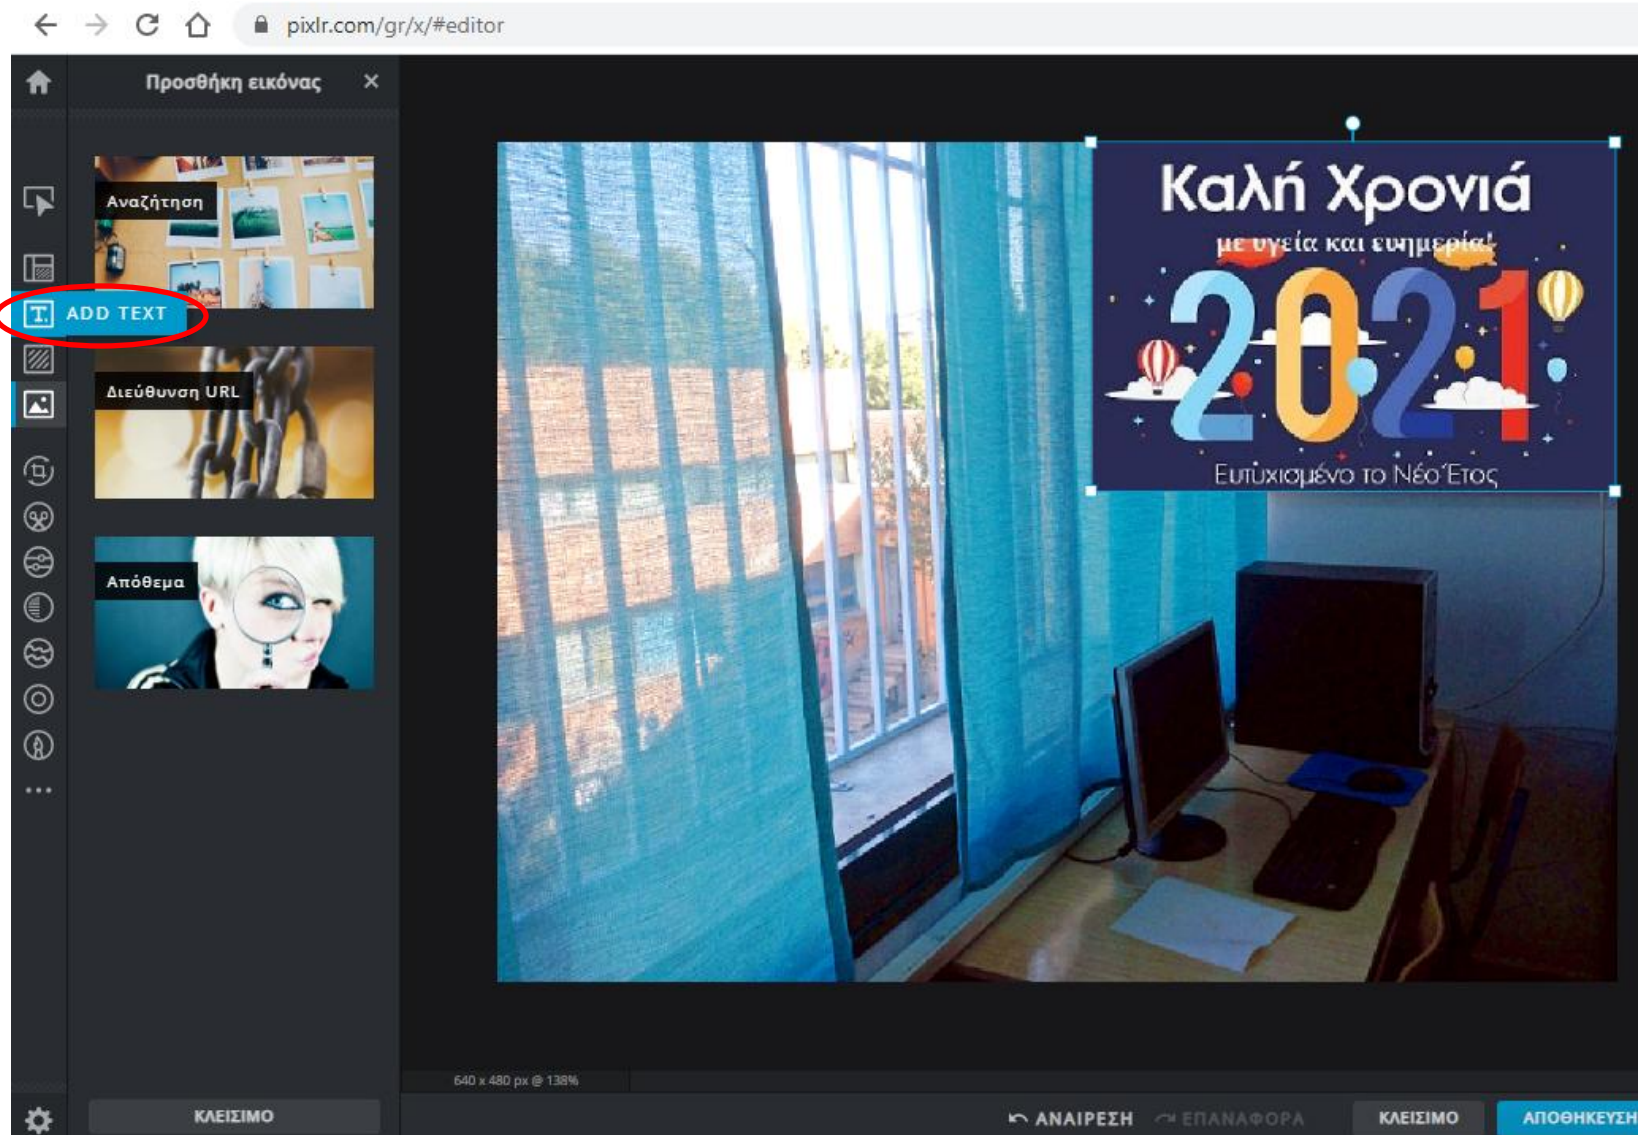 pixlr.com/gr/x/#editor
Προσθήκη εικόνας
Αναζήτηση
ADD TEXT
Διεύθυνση URL
Απόθεμα
Καλή Χρονιά
με υγεία και ευημερία!
2021
Ευτυχισμένο το Νέο Έτος
640 x 480 px @ 138%
ΚΛΕΙΣΙΜΟ
ΑΝΑΙΡΕΣΗ
ΕΠΑΝΑΦΟΡΑ
ΚΛΕΙΣΙΜΟ
ΑΠΟΘΗΚΕΥΣΗ